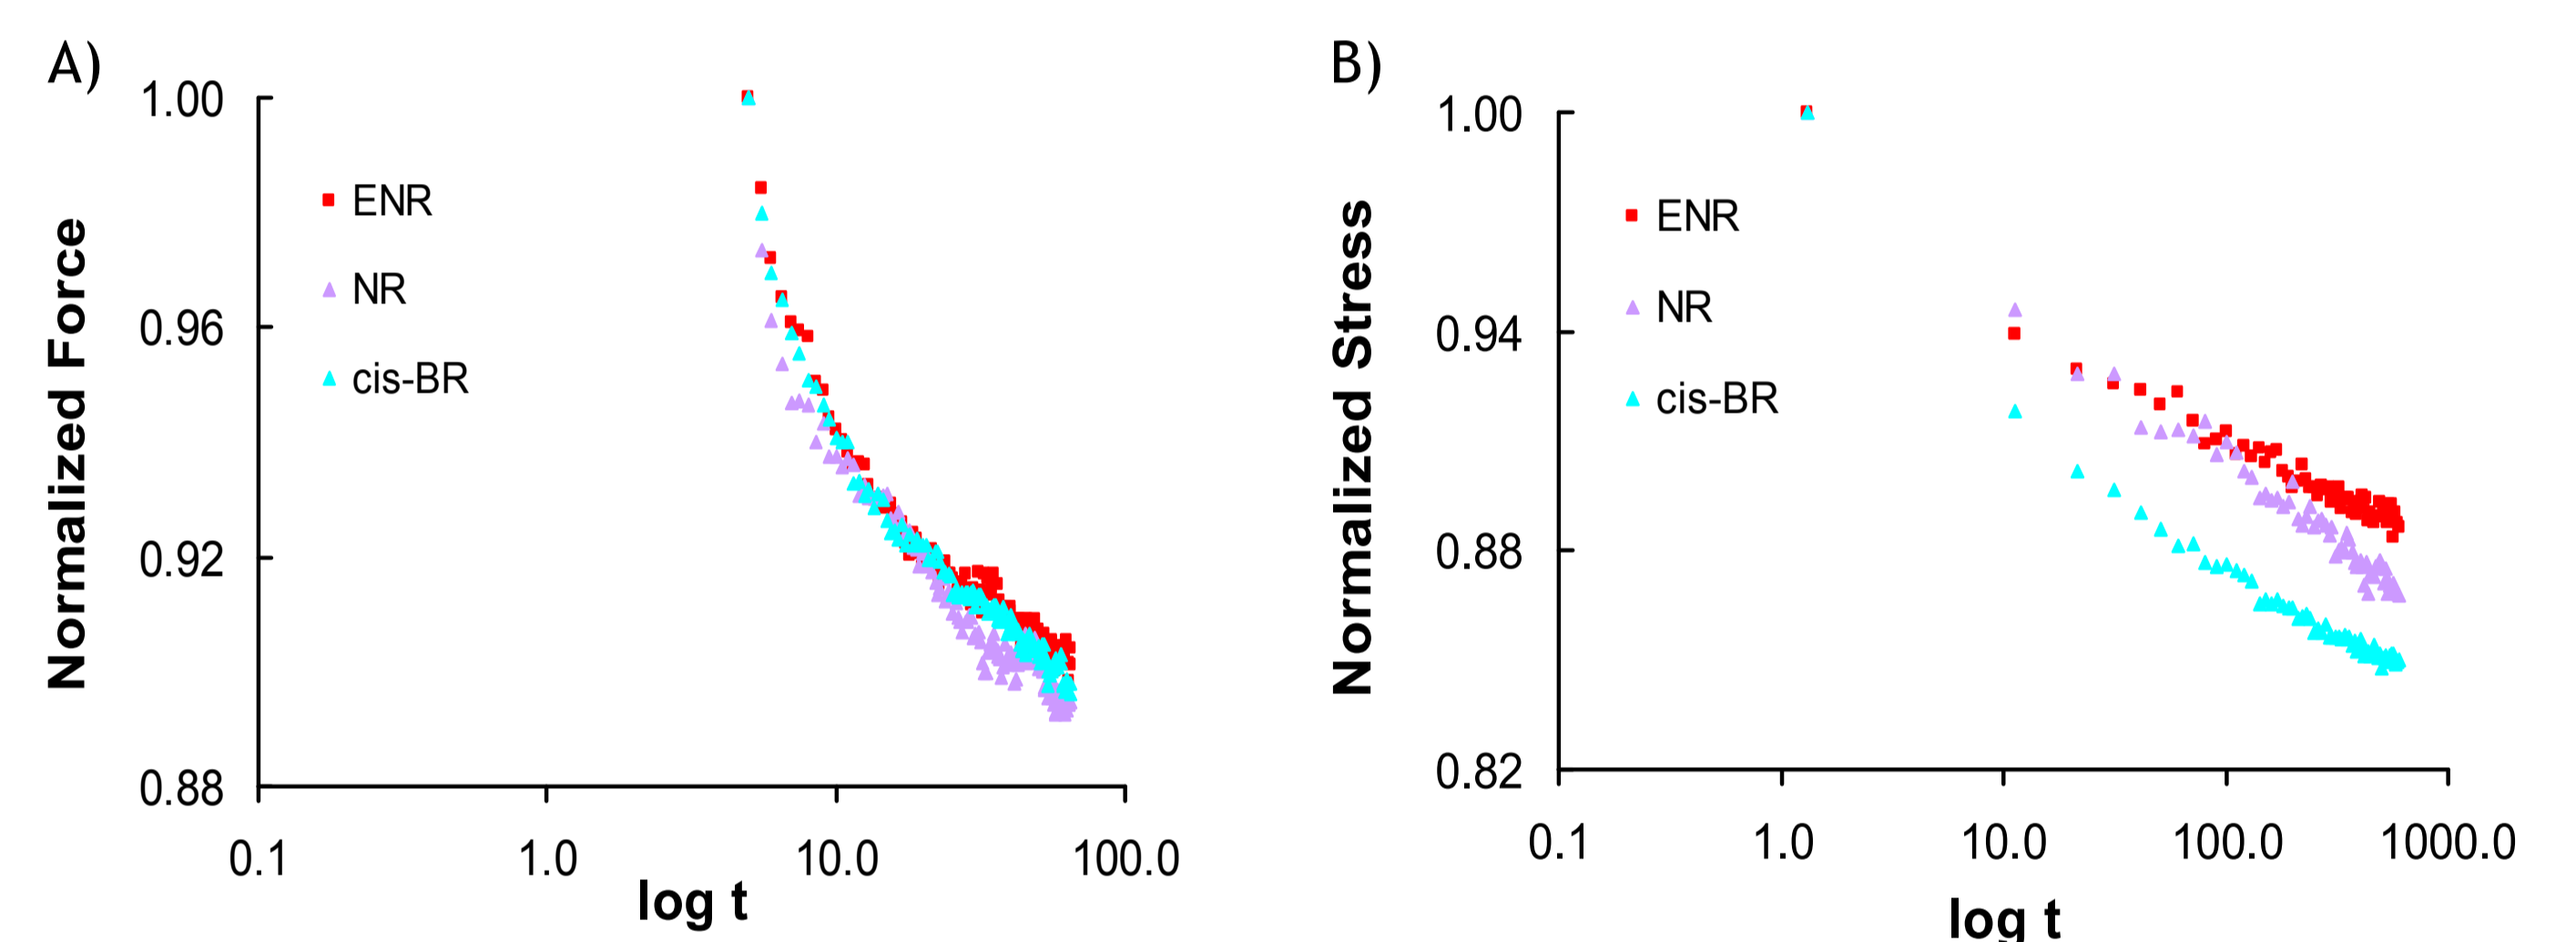 A)
Normalized Force
1.00
0.96
0.92
0.88
ENR
NR
cis-BR
0.1 1.0 10.0 100.0
log t
B)
Normalized Stress
1.00
0.94
0.88
0.82
ENR
NR
cis-BR
0.1 1.0 10.0 100.0 1000.0
log t